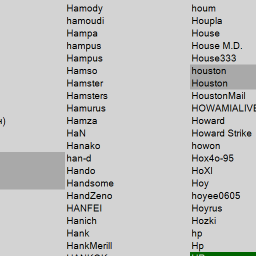 Hamody
hamoudi
Hampa
hampus
Hampus
Hamso
Hamster
Hamsters
Hamurus
Hamza
HaN
Hanako
han-d
Hando
Handsome
HandZeno
HANFEI
Hanich
Hank
HankMerill
houm
Houpla
House
House M.D.
House333
houston
Houston
HoustonMail
HOWAMIALIVE
Howard
Howard Strike
howon
Hox4o-95
HoXI
Hoy
hoyee0605
Hoyrus
Hozki
hp
Hp